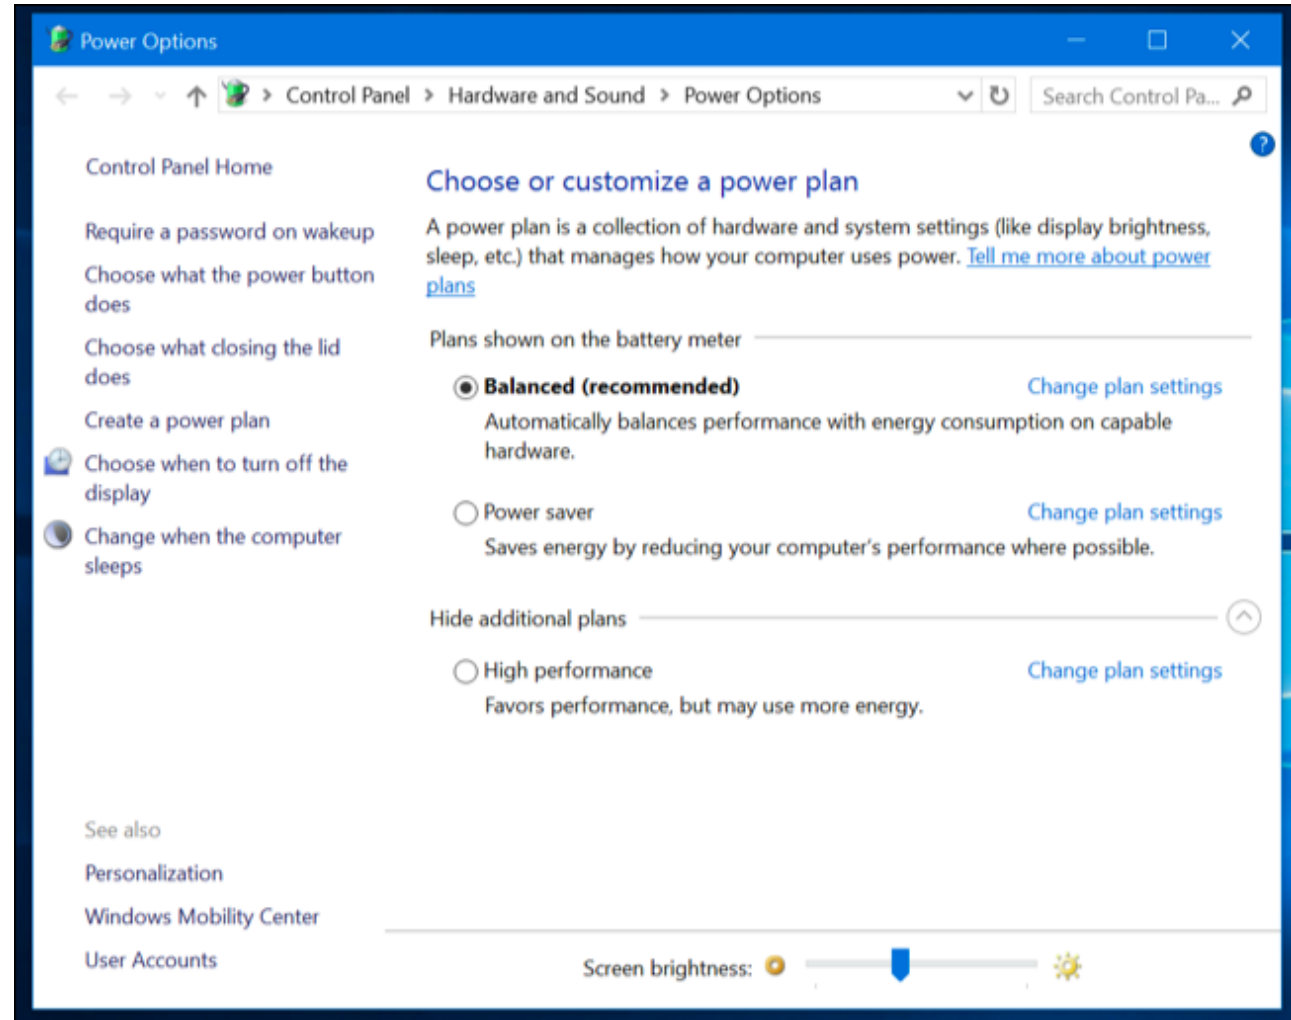 Power Options
Control Panel > Hardware and Sound > Power Options
Search Control Pa...
?
Control Panel Home
Require a password on wakeup
Choose what the power button
does
Choose what closing the lid
does
Create a power plan
Choose when to turn off the
display
Change when the computer
sleeps
See also
Personalization
Windows Mobility Center
User Accounts
Choose or customize a power plan
A power plan is a collection of hardware and system settings (like display brightness,
sleep, etc.) that manages how your computer uses power. Tell me more about power
plans
Plans shown on the battery meter
Balanced (recommended) Change plan settings
Automatically balances performance with energy consumption on capable
hardware.
Power saver Change plan settings
Saves energy by reducing your computer's performance where possible.
Hide additional plans
High performance Change plan settings
Favors performance, but may use more energy.
Screen brightness: